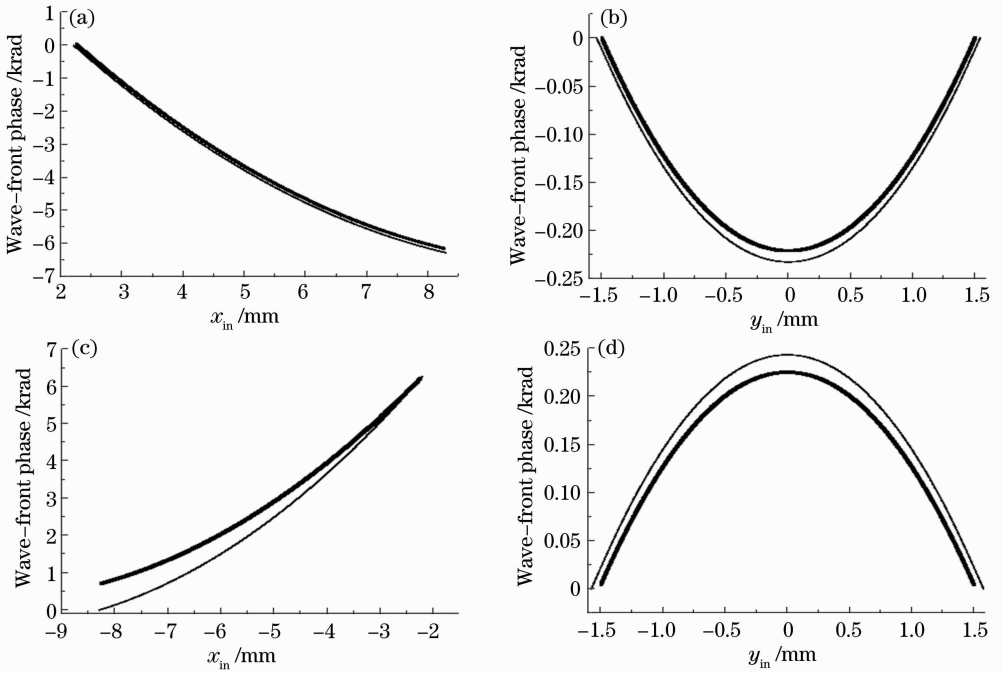 (a)
Wave-front phase /krad
1
0
−1
−2
−3
−4
−5
−6
−7
2 3 4 5 6 7 8
x_in /mm
(b)
Wave-front phase /krad
0
−0.05
−0.10
−0.15
−0.20
−0.25
−1.5 −1.0 −0.5 0 0.5 1.0 1.5
y_in /mm
(c)
Wave-front phase /krad
7
6
5
4
3
2
1
0
−9 −8 −7 −6 −5 −4 −3 −2
x_in /mm
(d)
Wave-front phase /krad
0.25
0.20
0.15
0.10
0.05
0
−1.5 −1.0 −0.5 0 0.5 1.0 1.5
y_in /mm